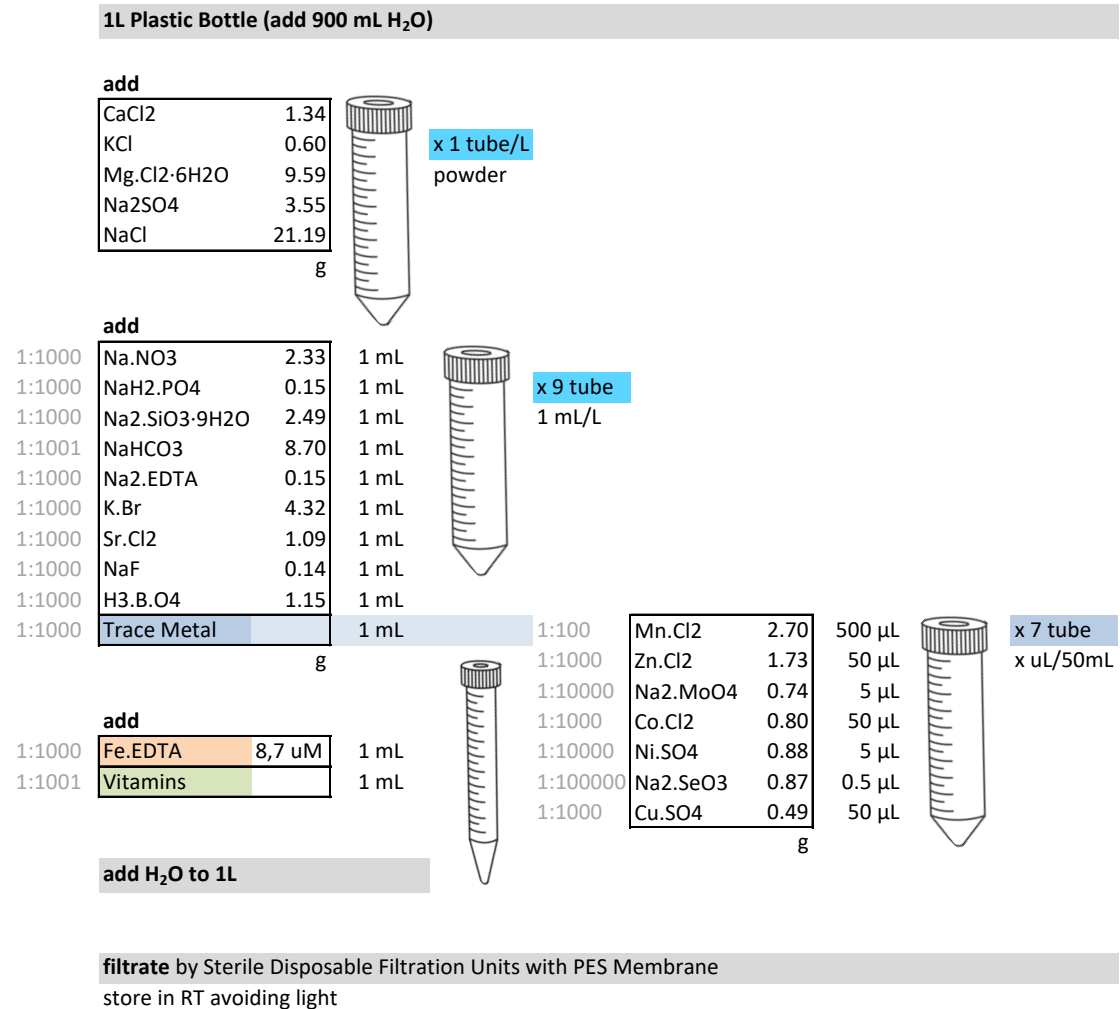 1L Plastic Bottle (add 900 mL H₂O)
add
CaCl2 1.34
KCl 0.60 x 1 tube/L
Mg.Cl2·6H2O 9.59 powder
Na2SO4 3.55
NaCl 21.19
g
add
1:1000 Na.NO3 2.33 1 mL
1:1000 NaH2.PO4 0.15 1 mL x 9 tube
1:1000 Na2.SiO3·9H2O 2.49 1 mL 1 mL/L
1:1001 NaHCO3 8.70 1 mL
1:1000 Na2.EDTA 0.15 1 mL
1:1000 K.Br 4.32 1 mL
1:1000 Sr.Cl2 1.09 1 mL
1:1000 NaF 0.14 1 mL
1:1000 H3.B.O4 1.15 1 mL
1:1000 Trace Metal 1 mL 1:100 Mn.Cl2 2.70 500 µL x 7 tube
g 1:1000 Zn.Cl2 1.73 50 µL x uL/50mL
1:10000 Na2.MoO4 0.74 5 µL
add 1:1000 Co.Cl2 0.80 50 µL
1:1000 Fe.EDTA 8,7 uM 1 mL 1:10000 Ni.SO4 0.88 5 µL
1:1001 Vitamins 1 mL 1:100000 Na2.SeO3 0.87 0.5 µL
1:1000 Cu.SO4 0.49 50 µL
g
add H₂O to 1L
filtrate by Sterile Disposable Filtration Units with PES Membrane
store in RT avoiding light